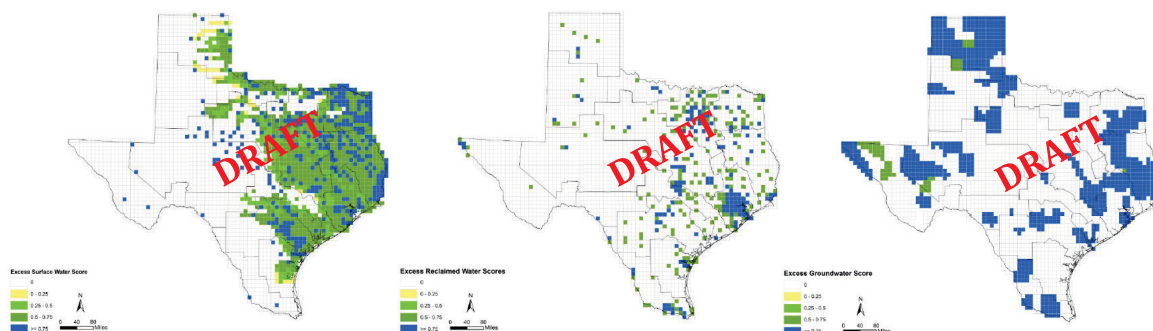 DRAFT
Excess Surface Water Score
0
0 - 0.25
0.25 - 0.5
0.5 - 0.75
>= 0.75
N
0 40 80
Miles
DRAFT
Excess Reclaimed Water Scores
0
0 - 0.25
0.25 - 0.5
0.5 - 0.75
>= 0.75
N
0 40 80
Miles
DRAFT
Excess Groundwater Score
0
0 - 0.25
0.25 - 0.5
0.5 - 0.75
>= 0.75
N
0 40 80
Miles